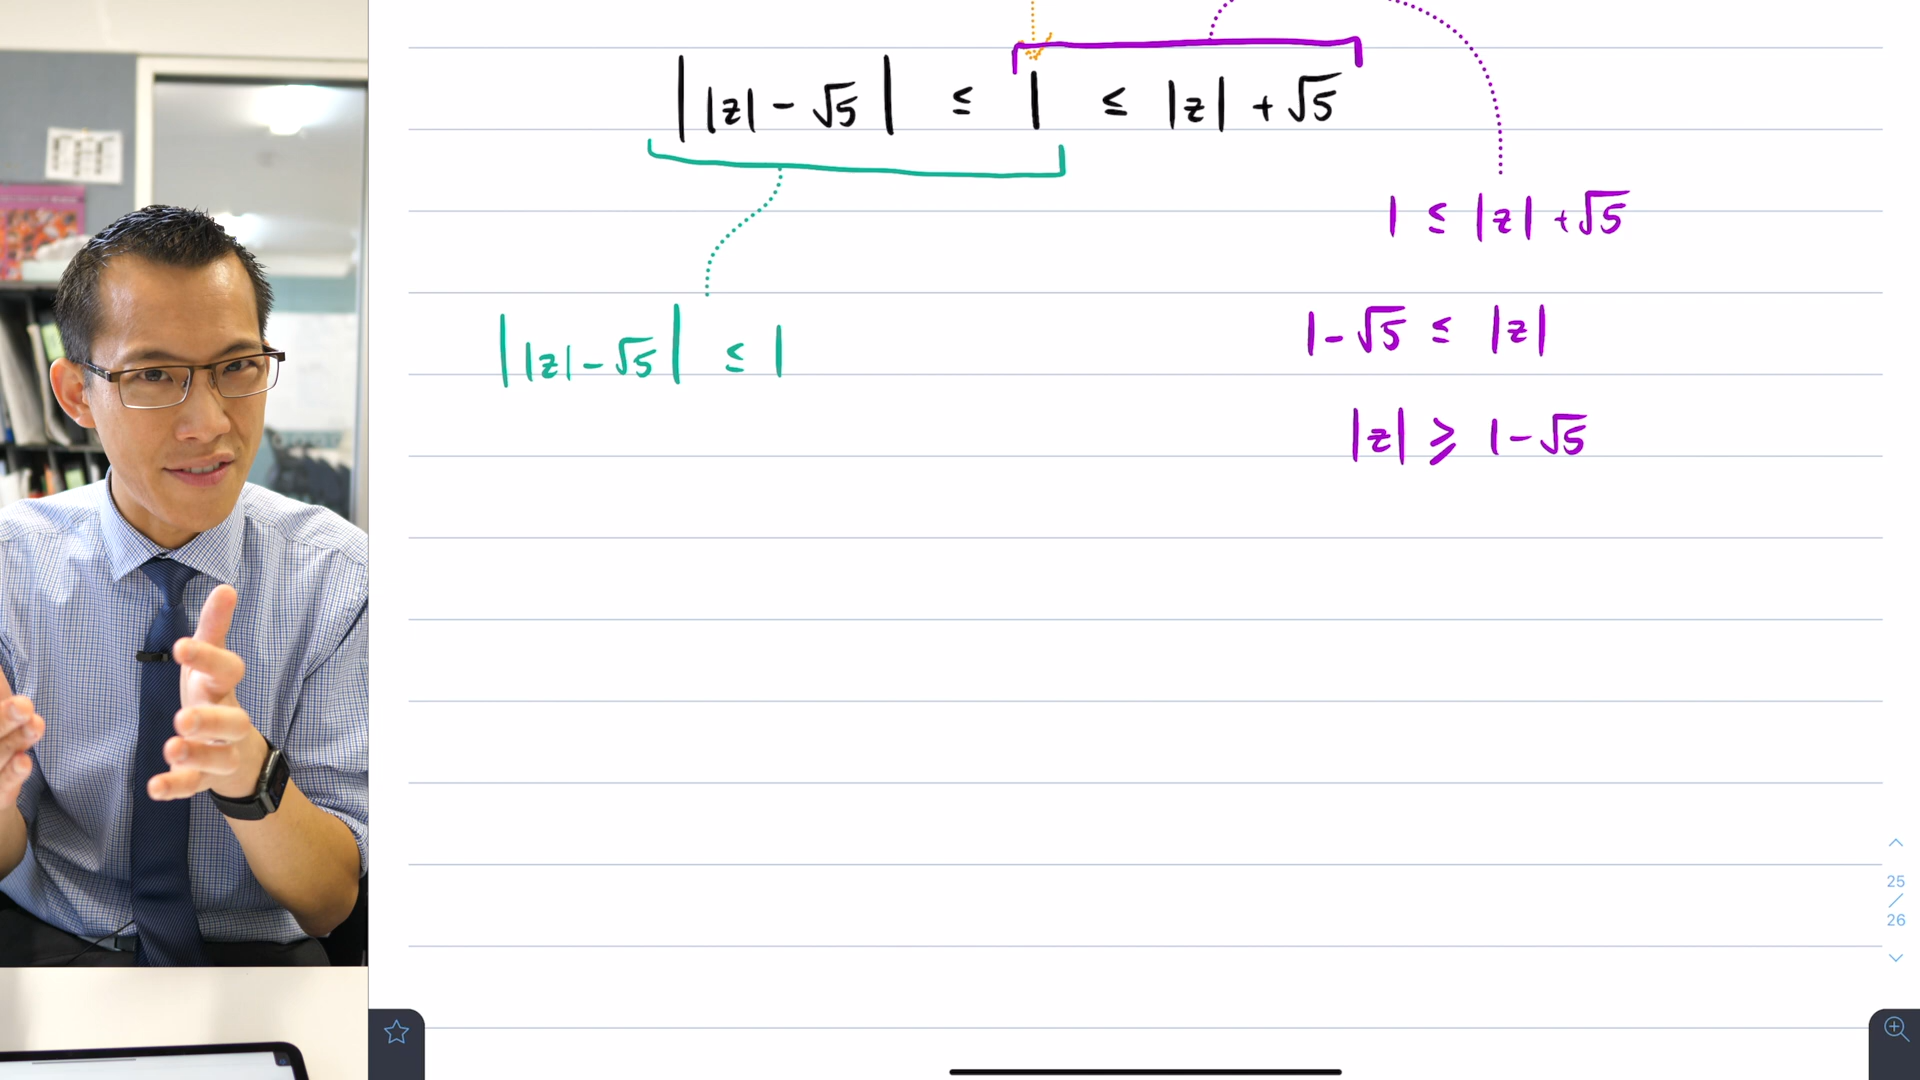 ||z| - √5| ≤ 1 ≤ |z| + √5
1 ≤ |z| + √5
1 - √5 ≤ |z|
||z| - √5| ≤ 1
|z| ≥ 1 - √5
25
/
26